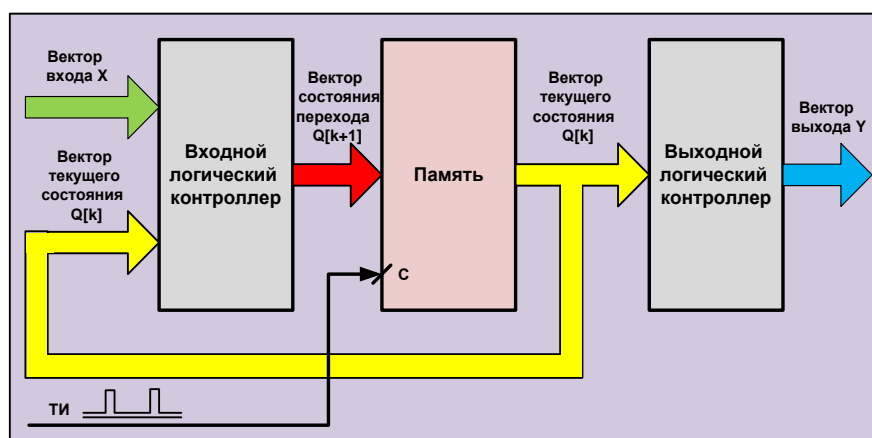 Вектор
входа X
Вектор
текущего
состояния
Q[k]
Входной
логический
контроллер
Вектор
состояния
перехода
Q[k+1]
Память
C
Вектор
текущего
состояния
Q[k]
Выходной
логический
контроллер
Вектор
выхода Y
ТИ